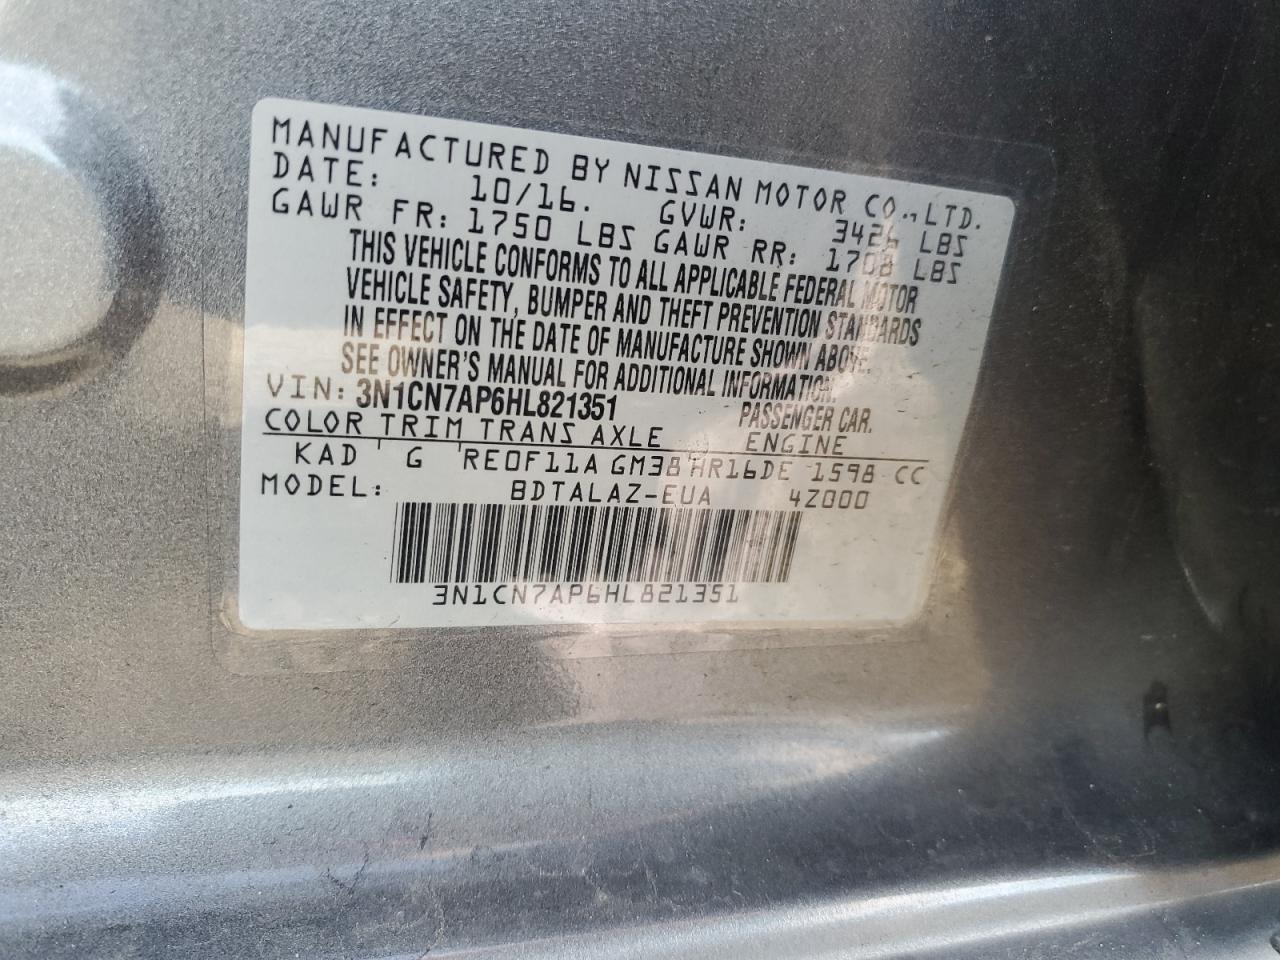 MANUFACTURED BY NISSAN MOTOR CO., LTD.
DATE: 10/16. GVWR: 3426 LBS
GAWR FR: 1750 LBS GAWR RR: 1708 LBS
THIS VEHICLE CONFORMS TO ALL APPLICABLE FEDERAL MOTOR
VEHICLE SAFETY, BUMPER AND THEFT PREVENTION STANDARDS
IN EFFECT ON THE DATE OF MANUFACTURE SHOWN ABOVE.
SEE OWNER'S MANUAL FOR ADDITIONAL INFORMATION.
VIN: 3N1CN7AP6HL821351 PASSENGER CAR.
COLOR TRIM TRANS AXLE ENGINE
KAD G RE0F11A GM38 HR16DE 1598 CC
MODEL: BDTALAZ-EUA 4Z000
3N1CN7AP6HL821351